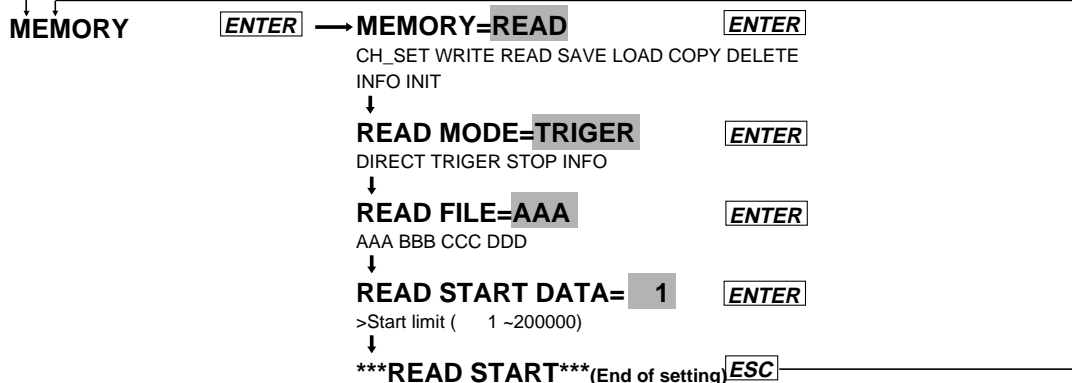 MEMORY ENTER MEMORY=READ ENTER
CH_SET WRITE READ SAVE LOAD COPY DELETE
INFO INIT
READ MODE=TRIGER ENTER
DIRECT TRIGER STOP INFO
READ FILE=AAA ENTER
AAA BBB CCC DDD
READ START DATA= 1 ENTER
>Start limit ( 1 ~200000)
***READ START***(End of setting) ESC